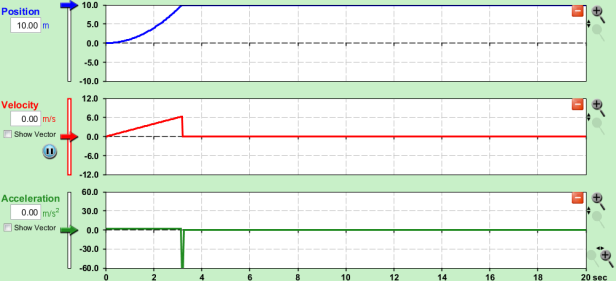 Position
10.00 m
10.0
5.0
0.0
-5.0
-10.0
Velocity
0.00 m/s
Show Vector
12.0
6.0
0.0
-6.0
-12.0
Acceleration
0.00 m/s²
Show Vector
60.0
30.0
0.0
-30.0
-60.0
0 2 4 6 8 10 12 14 16 18 20 sec